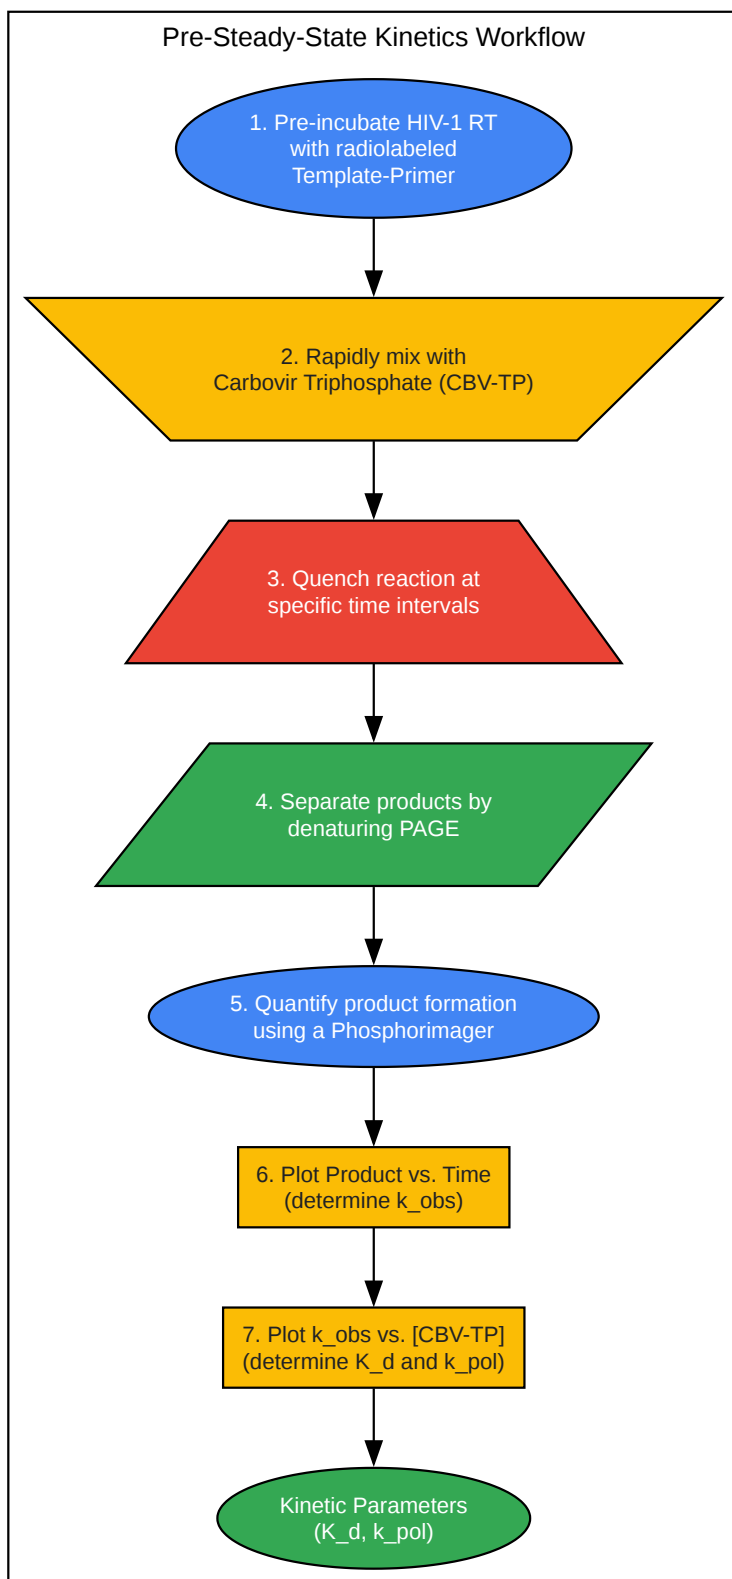 Pre-Steady-State Kinetics Workflow
1. Pre-incubate HIV-1 RT
with radiolabeled
Template-Primer
2. Rapidly mix with
Carbovir Triphosphate (CBV-TP)
3. Quench reaction at
specific time intervals
4. Separate products by
denaturing PAGE
5. Quantify product formation
using a Phosphorimager
6. Plot Product vs. Time
(determine k_obs)
7. Plot k_obs vs. [CBV-TP]
(determine K_d and k_pol)
Kinetic Parameters
(K_d, k_pol)